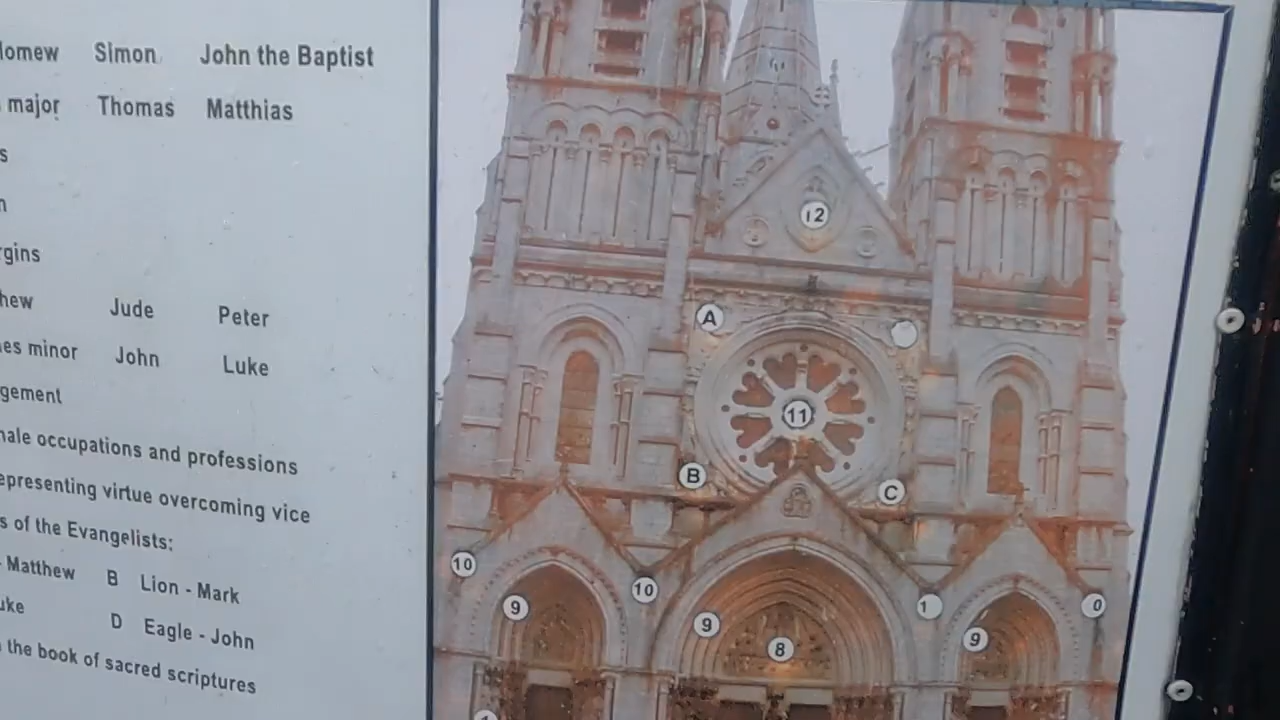 lomew Simon John the Baptist
major Thomas Matthias
s
n
rgins
hew Jude Peter
es minor John Luke
gement
ale occupations and professions
epresenting virtue overcoming vice
s of the Evangelists:
- Matthew B Lion - Mark
uke D Eagle - John
the book of sacred scriptures
12
A
11
B
C
10
10
1
0
9
9
9
8